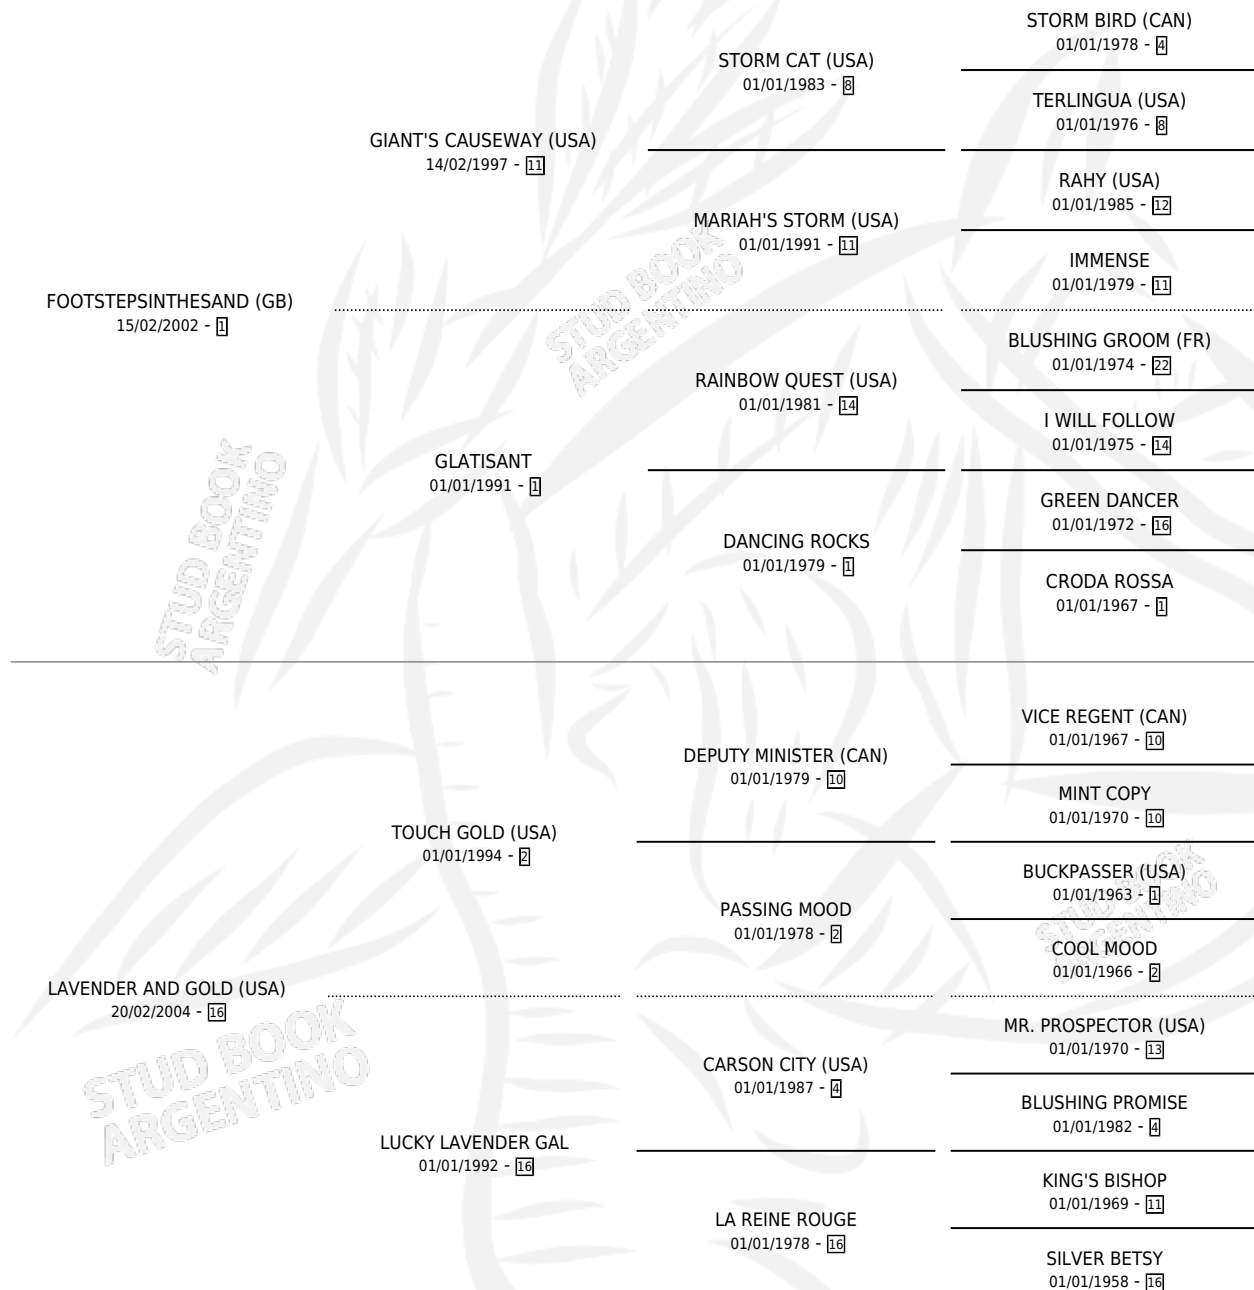 STORM BIRD (CAN)
01/01/1978 - 4
STORM CAT (USA)
01/01/1983 - 8
TERLINGUA (USA)
01/01/1976 - 8
GIANT'S CAUSEWAY (USA)
14/02/1997 - 11
RAHY (USA)
01/01/1985 - 12
MARIAH'S STORM (USA)
01/01/1991 - 11
IMMENSE
01/01/1979 - 11
FOOTSTEPSINTHESAND (GB)
15/02/2002 - 1
STUD BOOK
ARGENTINO
BLUSHING GROOM (FR)
01/01/1974 - 22
RAINBOW QUEST (USA)
01/01/1981 - 14
I WILL FOLLOW
01/01/1975 - 14
GLATISANT
01/01/1991 - 1
GREEN DANCER
01/01/1972 - 16
DANCING ROCKS
01/01/1979 - 1
CRODA ROSSA
01/01/1967 - 1
STUD BOOK
ARGENTINO
VICE REGENT (CAN)
01/01/1967 - 10
DEPUTY MINISTER (CAN)
01/01/1979 - 10
MINT COPY
01/01/1970 - 10
TOUCH GOLD (USA)
01/01/1994 - 2
BUCKPASSER (USA)
01/01/1963 - 1
PASSING MOOD
01/01/1978 - 2
COOL MOOD
01/01/1966 - 2
STUD BOOK
ARGENTINO
LAVENDER AND GOLD (USA)
20/02/2004 - 16
MR. PROSPECTOR (USA)
01/01/1970 - 13
CARSON CITY (USA)
01/01/1987 - 4
BLUSHING PROMISE
01/01/1982 - 4
STUD BOOK
ARGENTINO
LUCKY LAVENDER GAL
01/01/1992 - 16
KING'S BISHOP
01/01/1969 - 11
LA REINE ROUGE
01/01/1978 - 16
SILVER BETSY
01/01/1958 - 16